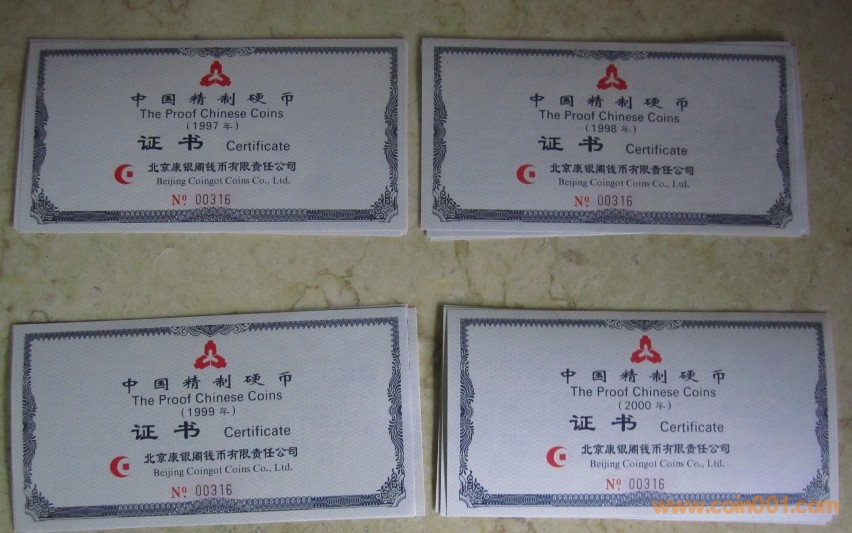 中国精制硬币
The Proof Chinese Coins
(1997年)
证书 Certificate
北京康银阁钱币有限责任公司
Beijing Coingot Coins Co., Ltd.
Nº 00316
中国精制硬币
The Proof Chinese Coins
(1998年)
证书 Certificate
北京康银阁钱币有限责任公司
Beijing Coingot Coins Co., Ltd.
Nº 00316
中国精制硬币
The Proof Chinese Coins
(1999年)
证书 Certificate
北京康银阁钱币有限责任公司
Beijing Coingot Coins Co., Ltd.
Nº 00316
中国精制硬币
The Proof Chinese Coins
(2000年)
证书 Certificate
北京康银阁钱币有限责任公司
Beijing Coingot Coins Co., Ltd.
Nº 00316
www.coin001.com